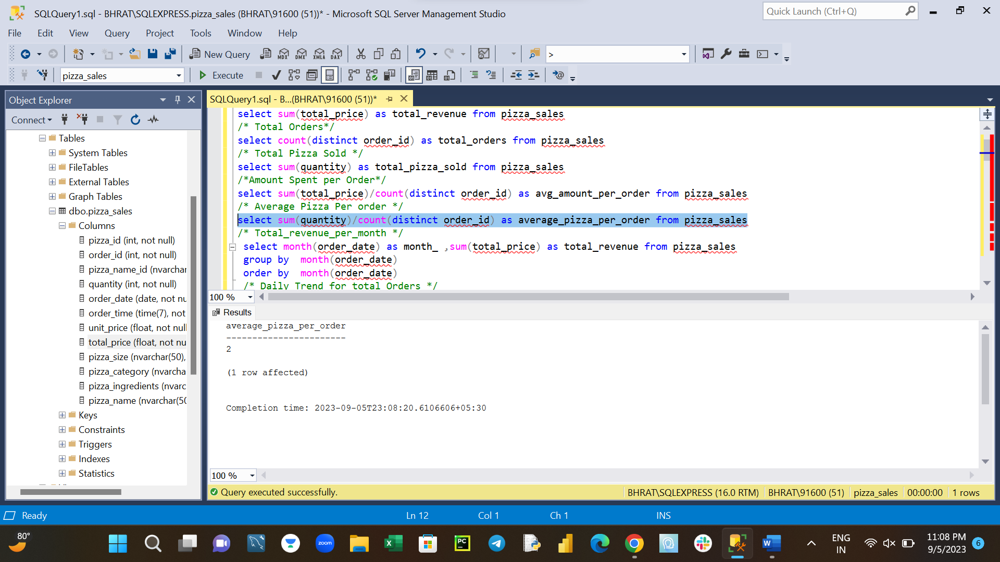 SQLQuery1.sql - BHRAT\SQLEXPRESS.pizza_sales (BHRAT\91600 (51))* - Microsoft SQL Server Management Studio
Quick Launch (Ctrl+Q)
File Edit View Query Project Tools Window Help
New Query MDX DMX XMLA DAX >
pizza_sales Execute
Object Explorer
Connect
Tables
System Tables
FileTables
External Tables
Graph Tables
dbo.pizza_sales
Columns
pizza_id (int, not null)
order_id (int, not null)
pizza_name_id (nvarchar
quantity (int, not null)
order_date (date, not nu
order_time (time(7), not
unit_price (float, not null
total_price (float, not nu
pizza_size (nvarchar(50),
pizza_category (nvarcha
pizza_ingredients (nvarc
pizza_name (nvarchar(50
Keys
Constraints
Triggers
Indexes
Statistics
SQLQuery1.sql - B...(BHRAT\91600 (51))*
select sum(total_price) as total_revenue from pizza_sales
/* Total Orders*/
select count(distinct order_id) as total_orders from pizza_sales
/* Total Pizza Sold */
select sum(quantity) as total_pizza_sold from pizza_sales
/*Amount Spent per Order*/
select sum(total_price)/count(distinct order_id) as avg_amount_per_order from pizza_sales
/* Average Pizza Per order */
select sum(quantity)/count(distinct order_id) as average_pizza_per_order from pizza_sales
/* Total_revenue_per_month */
select month(order_date) as month_ ,sum(total_price) as total_revenue from pizza_sales
group by  month(order_date)
order by  month(order_date)
/* Daily Trend for total Orders */
100 %
Results
average_pizza_per_order
-----------------------
2
(1 row affected)
Completion time: 2023-09-05T23:08:20.6106606+05:30
100 %
Query executed successfully. BHRAT\SQLEXPRESS (16.0 RTM) BHRAT\91600 (51) pizza_sales 00:00:00 1 rows
Ready Ln 12 Col 1 Ch 1 INS
80°
zoom
PC
ENG
IN
11:08 PM
9/5/2023
6